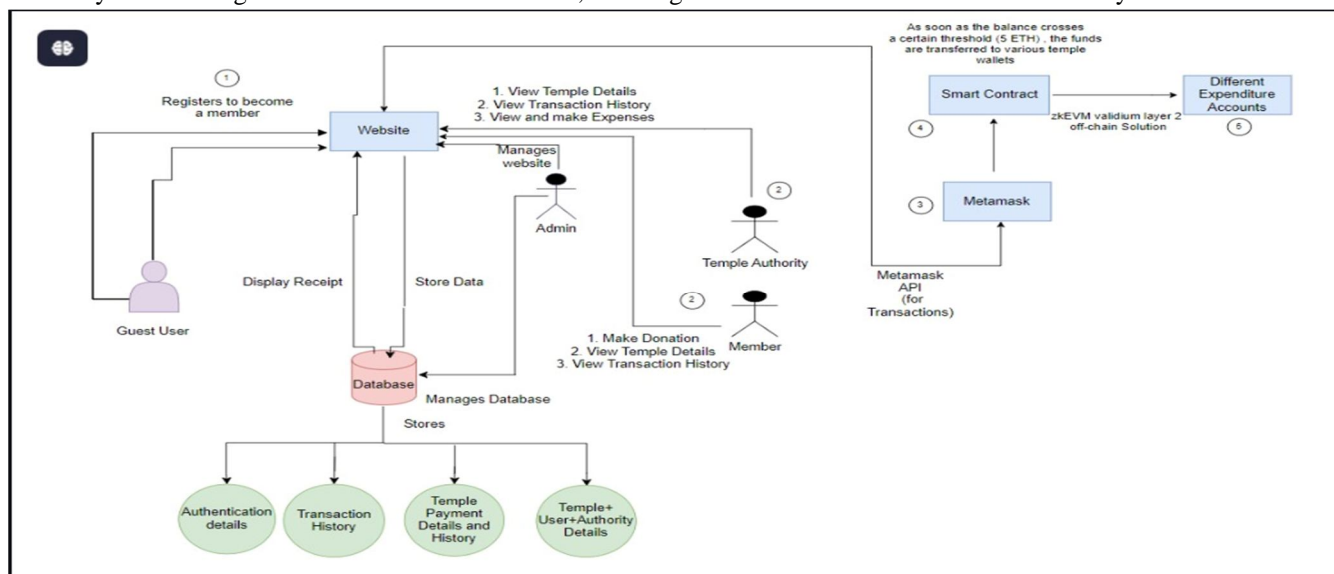 As soon as the balance crosses
a certain threshold (5 ETH) , the funds
are transferred to various temple
wallets
1
Registers to become
a member
Website
1. View Temple Details
2. View Transaction History
3. View and make Expenses
Smart Contract
Different
Expenditure
Accounts
zkEVM validium layer 2
off-chain Solution
4
5
Manages
website
Admin
2
Temple Authority
3
Metamask
Guest User
Display Receipt
Store Data
Metamask
API
(for
Transactions)
2
Member
1. Make Donation
2. View Temple Details
3. View Transaction History
Database
Manages Database
Stores
Authentication
details
Transaction
History
Temple
Payment
Details and
History
Temple+
User+Authority
Details